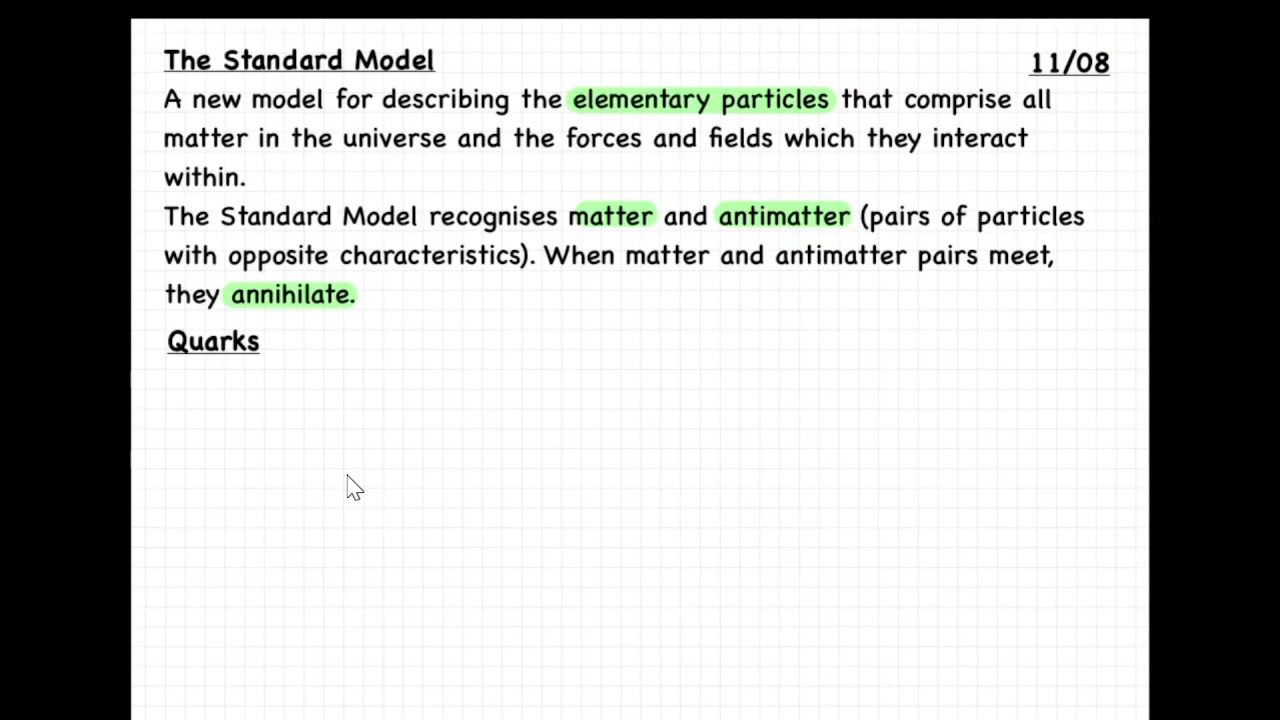 The Standard Model
11/08
A new model for describing the elementary particles that comprise all
matter in the universe and the forces and fields which they interact
within.
The Standard Model recognises matter and antimatter (pairs of particles
with opposite characteristics). When matter and antimatter pairs meet,
they annihilate.
Quarks